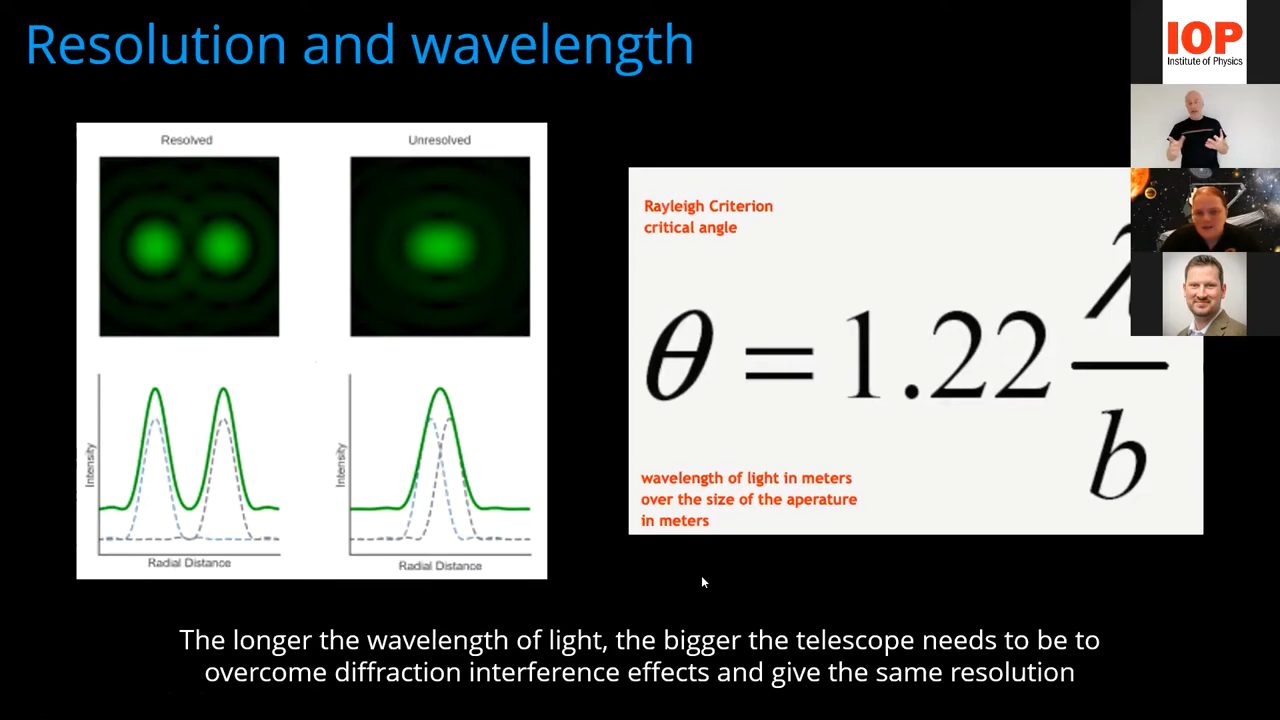 Resolution and wavelength
IOP
Institute of Physics
Resolved
Unresolved
Intensity
Radial Distance
Intensity
Radial Distance
Rayleigh Criterion
critical angle
θ = 1.22 λ
b
wavelength of light in meters
over the size of the aperature
in meters
The longer the wavelength of light, the bigger the telescope needs to be to
overcome diffraction interference effects and give the same resolution